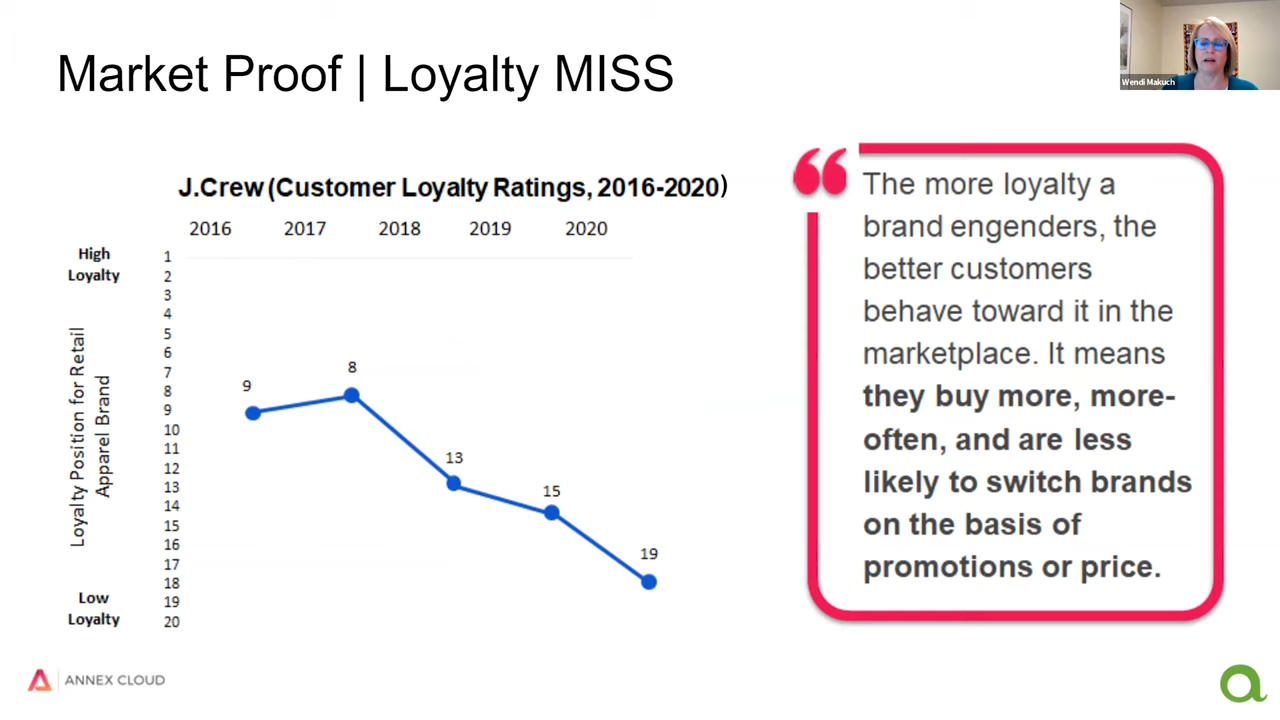 Market Proof | Loyalty MISS
Wendi Makuch
J.Crew (Customer Loyalty Ratings, 2016-2020)
2016 2017 2018 2019 2020
High
Loyalty
Loyalty Position for Retail
Apparel Brand
1
2
3
4
5
6
7
8
9
10
11
12
13
14
15
16
17
18
19
20
Low
Loyalty
9
8
13
15
19
“
The more loyalty a
brand engenders, the
better customers
behave toward it in the
marketplace. It means
they buy more, more-
often, and are less
likely to switch brands
on the basis of
promotions or price.
ANNEX CLOUD